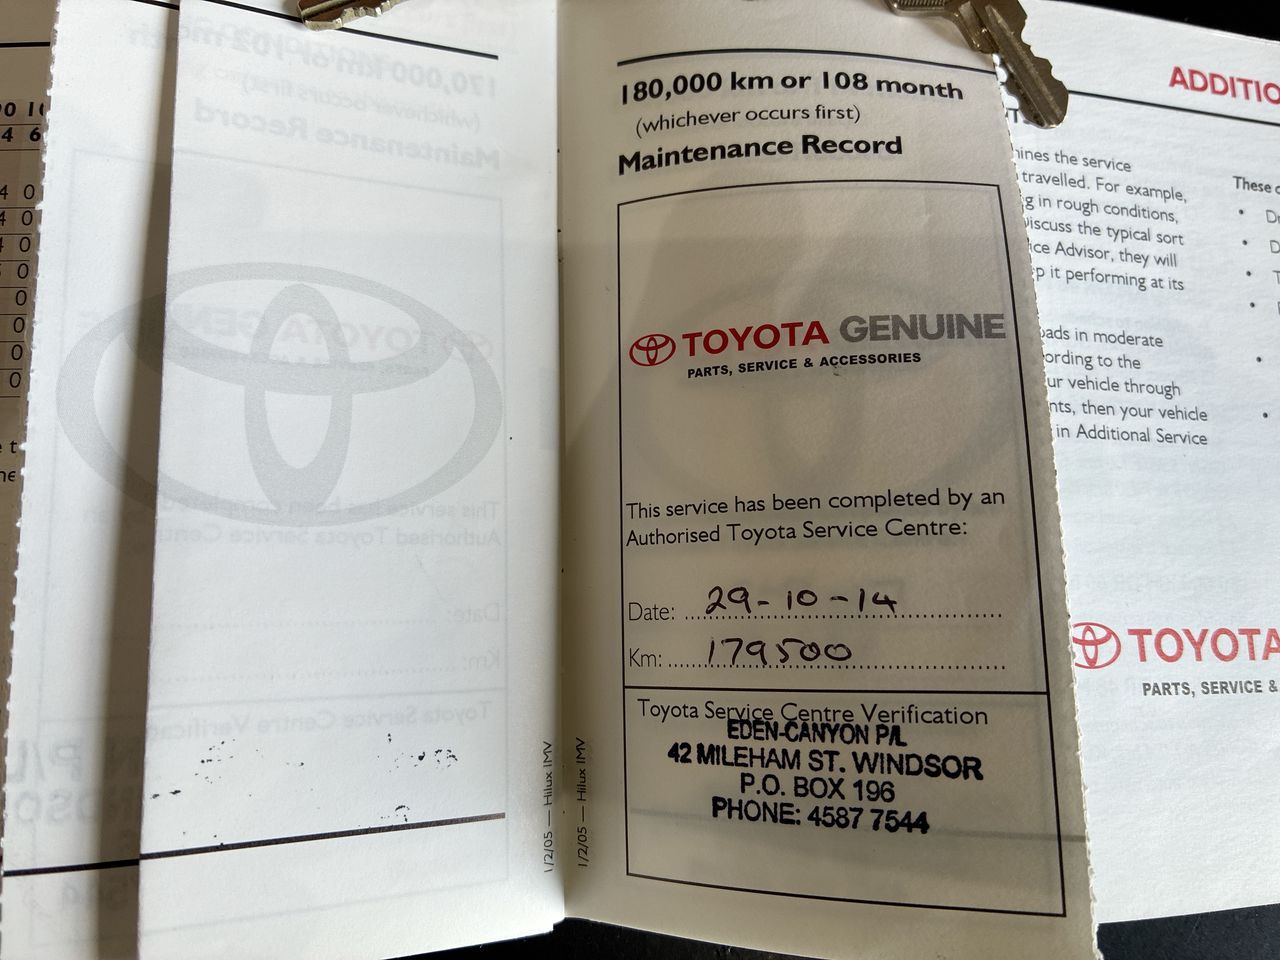 180,000 km or 108 month
(whichever occurs first)
Maintenance Record
TOYOTA GENUINE
PARTS, SERVICE & ACCESSORIES
This service has been completed by an
Authorised Toyota Service Centre:
Date: 29-10-14
Km: 179500
Toyota Service Centre Verification
EDEN-CANYON P/L
42 MILEHAM ST. WINDSOR
P.O. BOX 196
PHONE: 4587 7544
1/2/05 — Hilux IMV
1/2/05 — Hilux IMV
170,000 km or 102 month
(whichever occurs first)
Maintenance Record
ADDITIO
the service
travelled. For example,
in rough conditions,
discuss the typical sort
Advisor, they will
it performing at its
in moderate
to the
vehicle through
then your vehicle
in Additional Service
These
TOYOTA
PARTS, SERVICE &